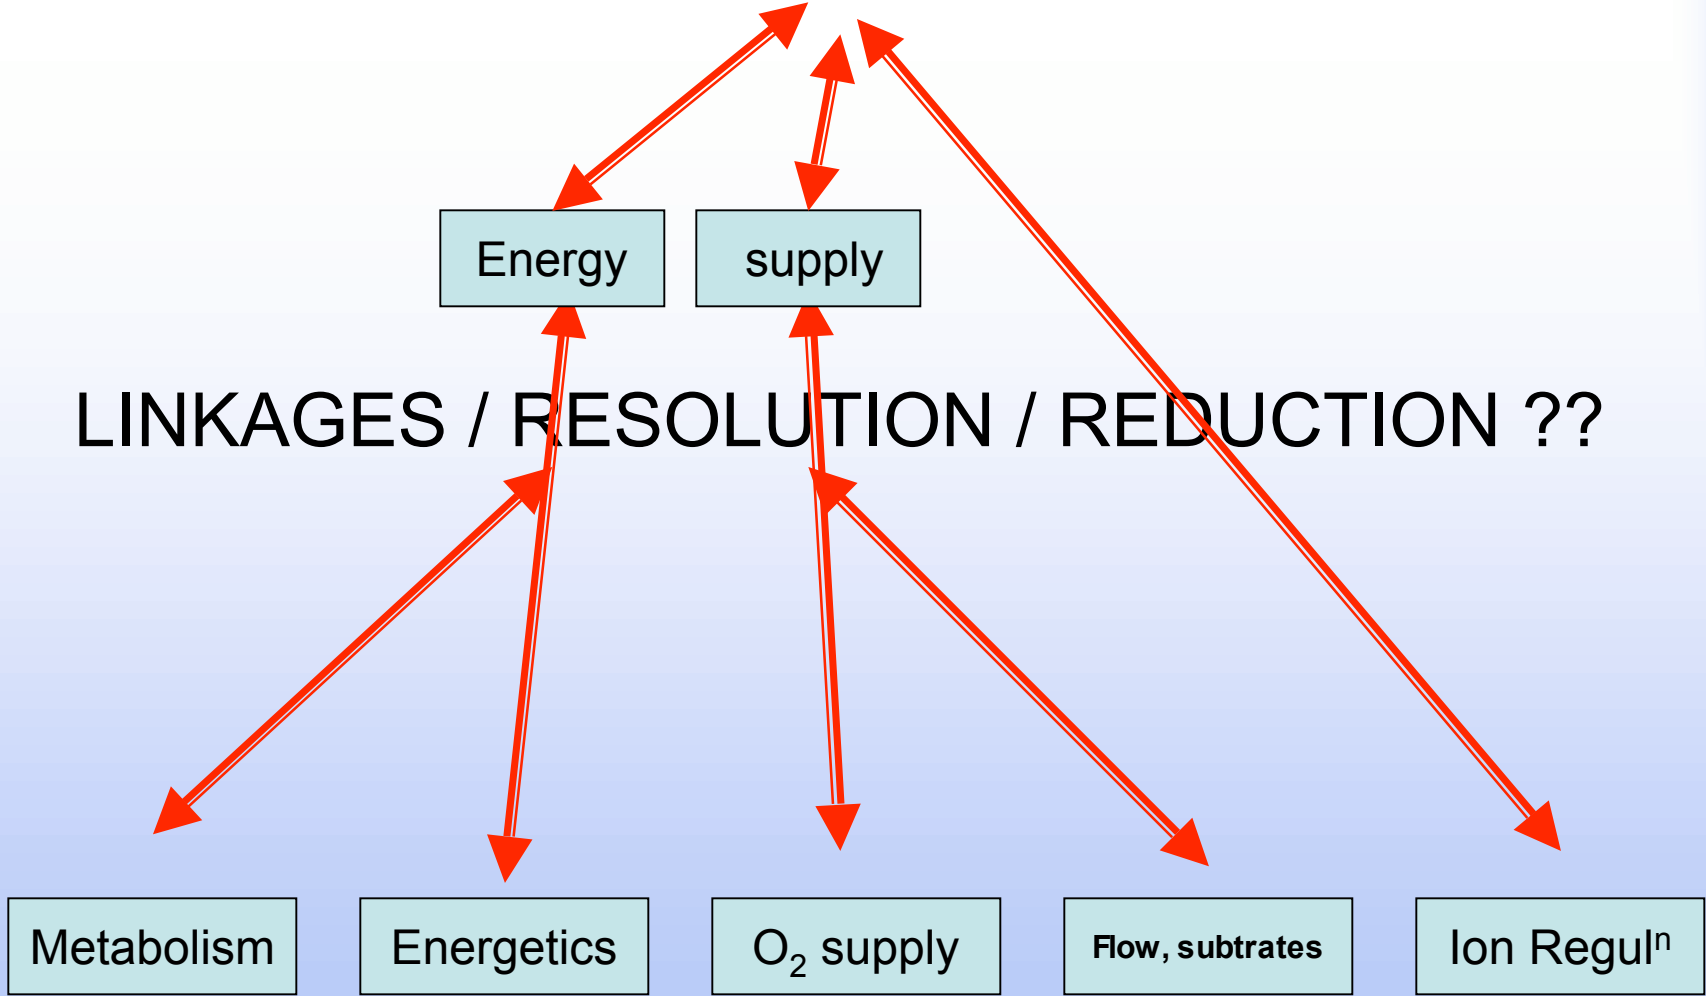 Energy
supply
LINKAGES / RESOLUTION / REDUCTION ??
Metabolism
Energetics
O₂ supply
Flow, subtrates
Ion Regulⁿ